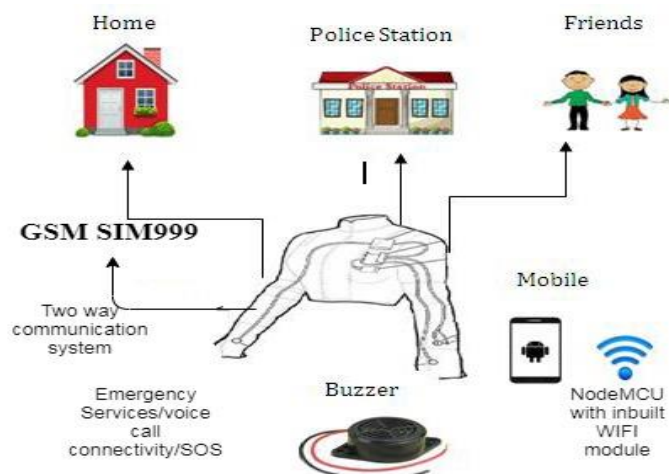 Home
Police Station
Friends
Police Station
GSM SIM999
Mobile
Two way
communication
system
Emergency
Services/voice
call
connectivity/SOS
Buzzer
NodeMCU
with inbuilt
WIFI
module